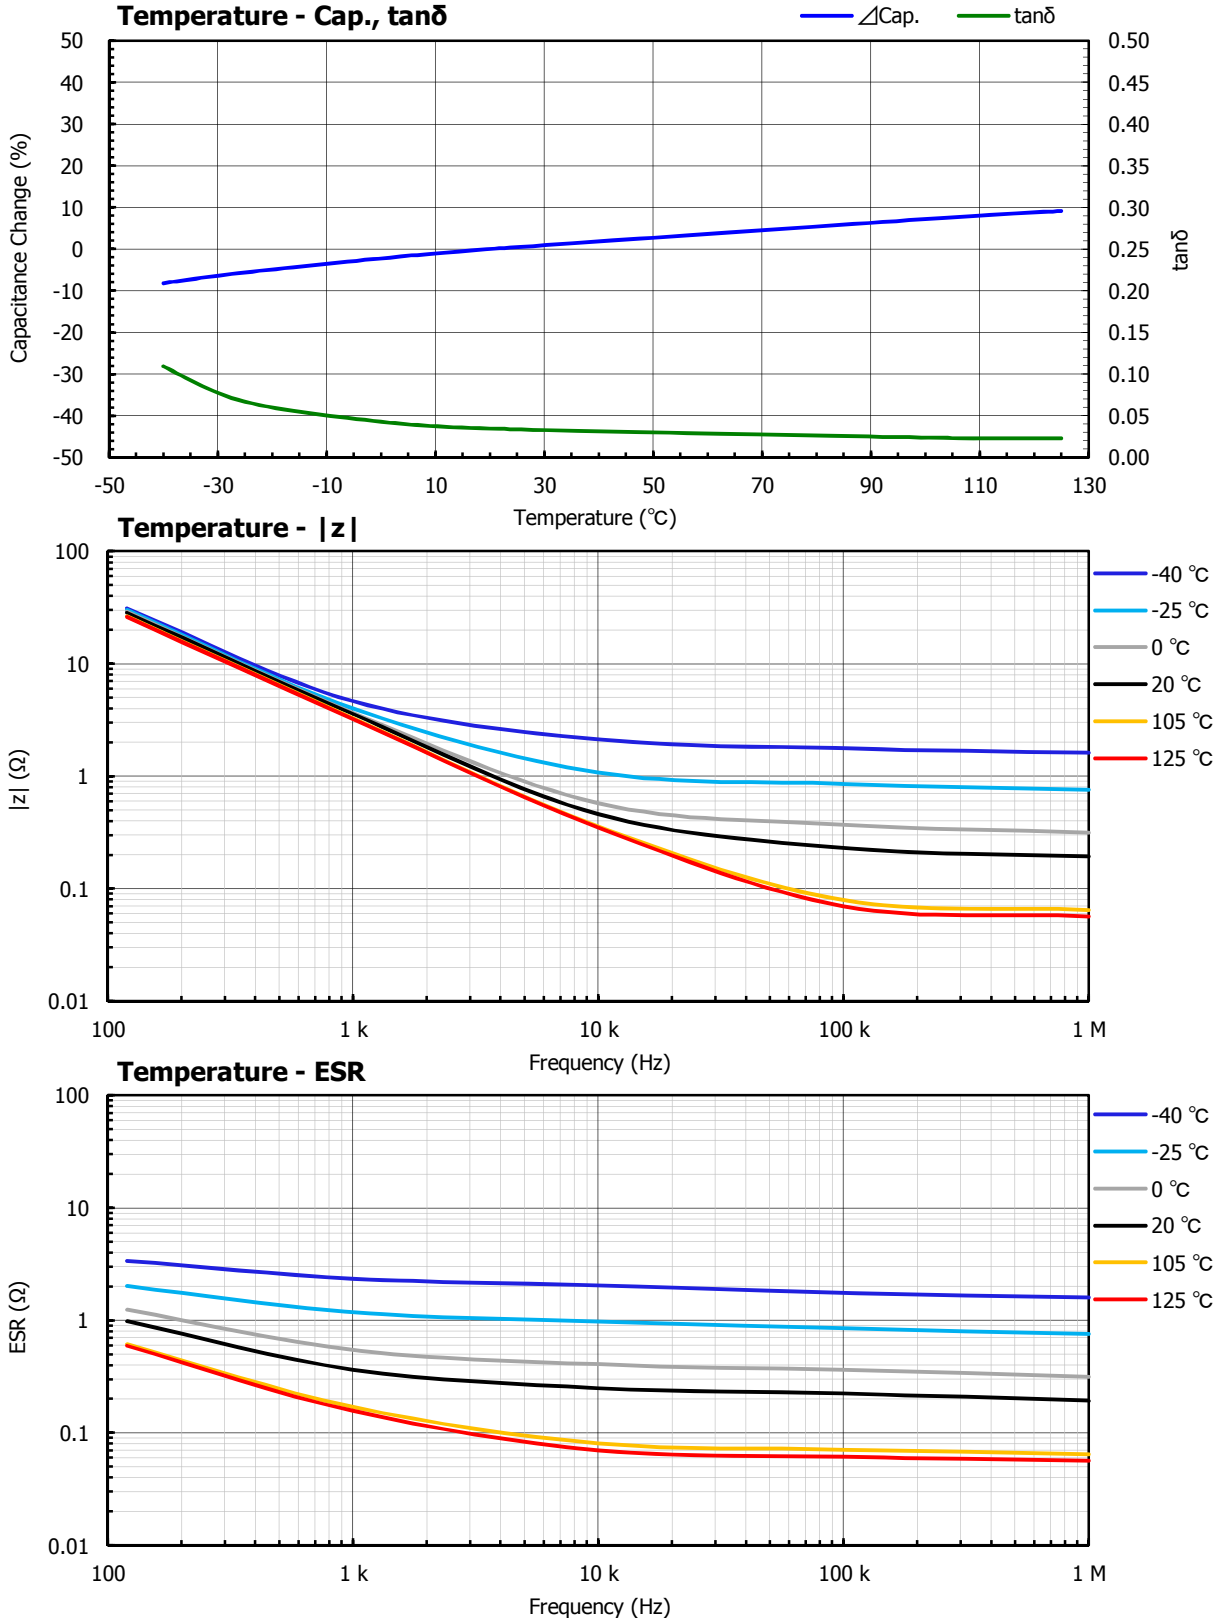 Temperature - Cap., tanδ
⊿Cap.
tanδ
50
40
30
20
10
0
-10
-20
-30
-40
-50
Capacitance Change (%)
0.50
0.45
0.40
0.35
0.30
0.25
0.20
0.15
0.10
0.05
0.00
tanδ
-50 -30 -10 10 30 50 70 90 110 130
Temperature (℃)
Temperature - |z|
100
10
1
0.1
0.01
|z| (Ω)
-40 ℃
-25 ℃
0 ℃
20 ℃
105 ℃
125 ℃
100 1 k 10 k 100 k 1 M
Frequency (Hz)
Temperature - ESR
100
10
1
0.1
0.01
ESR (Ω)
-40 ℃
-25 ℃
0 ℃
20 ℃
105 ℃
125 ℃
100 1 k 10 k 100 k 1 M
Frequency (Hz)